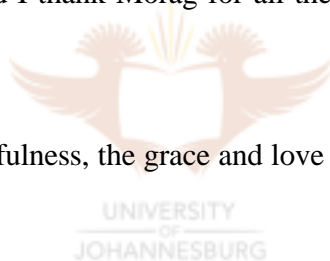 I thank Morag for all the
fulness, the grace and love
UNIVERSITY
OF
JOHANNESBURG